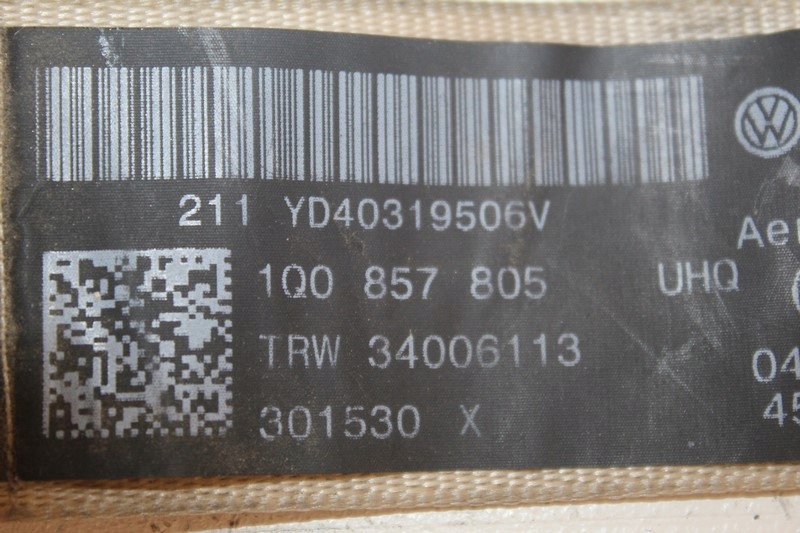 211 YD40319506V
1Q0 857 805 UHQ
TRW 34006113
301530 X
Ae
04
45